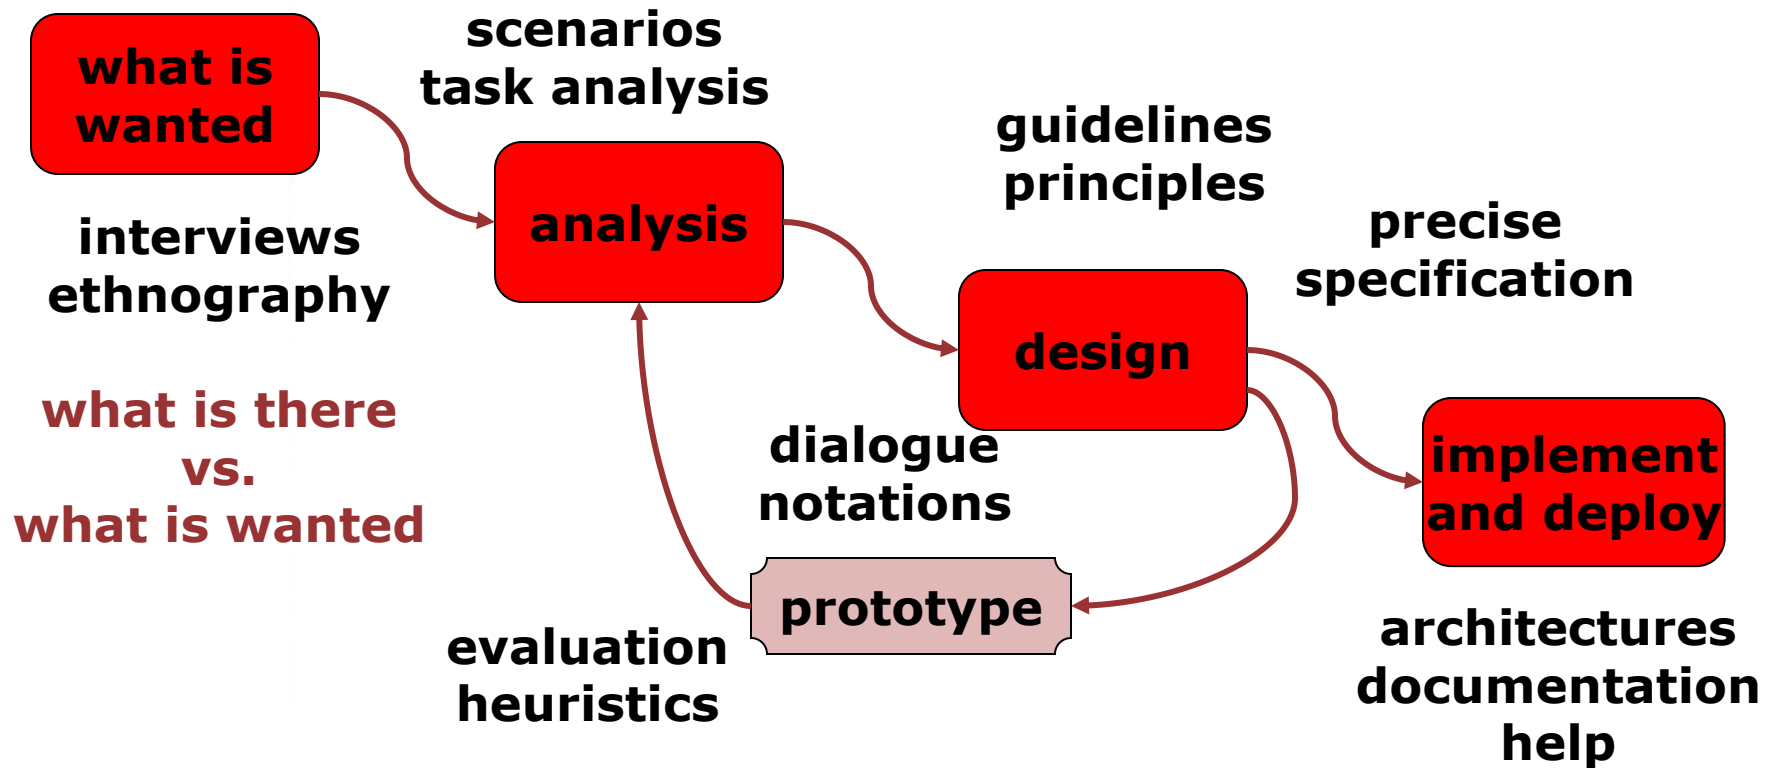 what is
wanted
scenarios
task analysis
analysis
interviews
ethnography
guidelines
principles
precise
specification
design
what is there
vs.
what is wanted
dialogue
notations
implement
and deploy
prototype
evaluation
heuristics
architectures
documentation
help